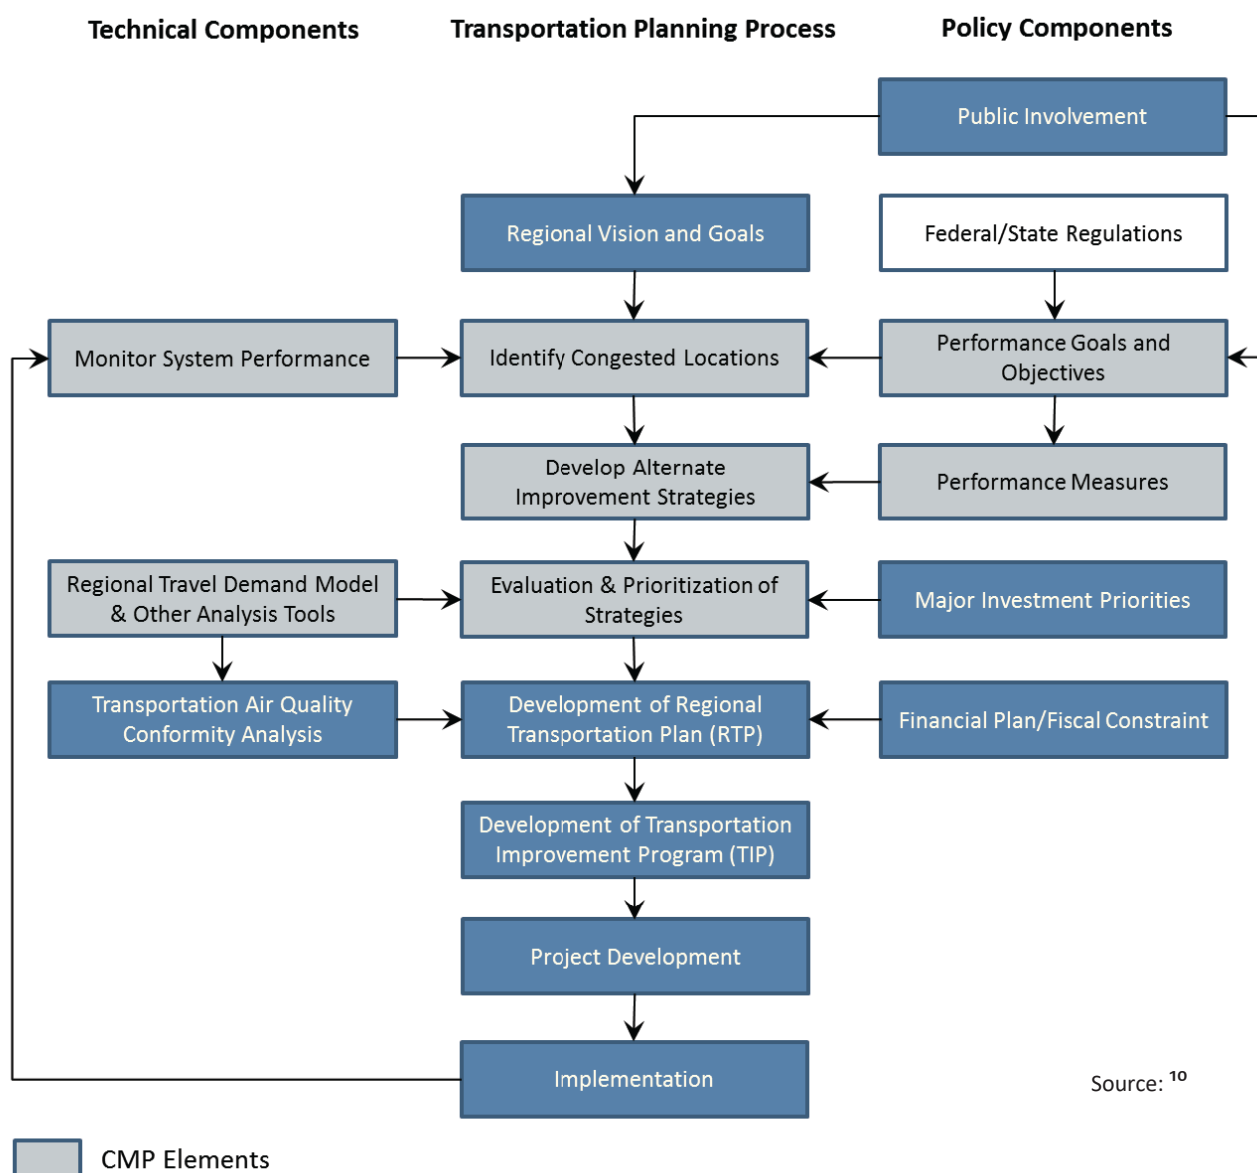 Technical Components
Transportation Planning Process
Policy Components
Public Involvement
Regional Vision and Goals
Federal/State Regulations
Monitor System Performance
Identify Congested Locations
Performance Goals and
Objectives
Develop Alternate
Improvement Strategies
Performance Measures
Regional Travel Demand Model
& Other Analysis Tools
Evaluation & Prioritization of
Strategies
Major Investment Priorities
Transportation Air Quality
Conformity Analysis
Development of Regional
Transportation Plan (RTP)
Financial Plan/Fiscal Constraint
Development of Transportation
Improvement Program (TIP)
Project Development
Implementation
Source: 10
CMP Elements